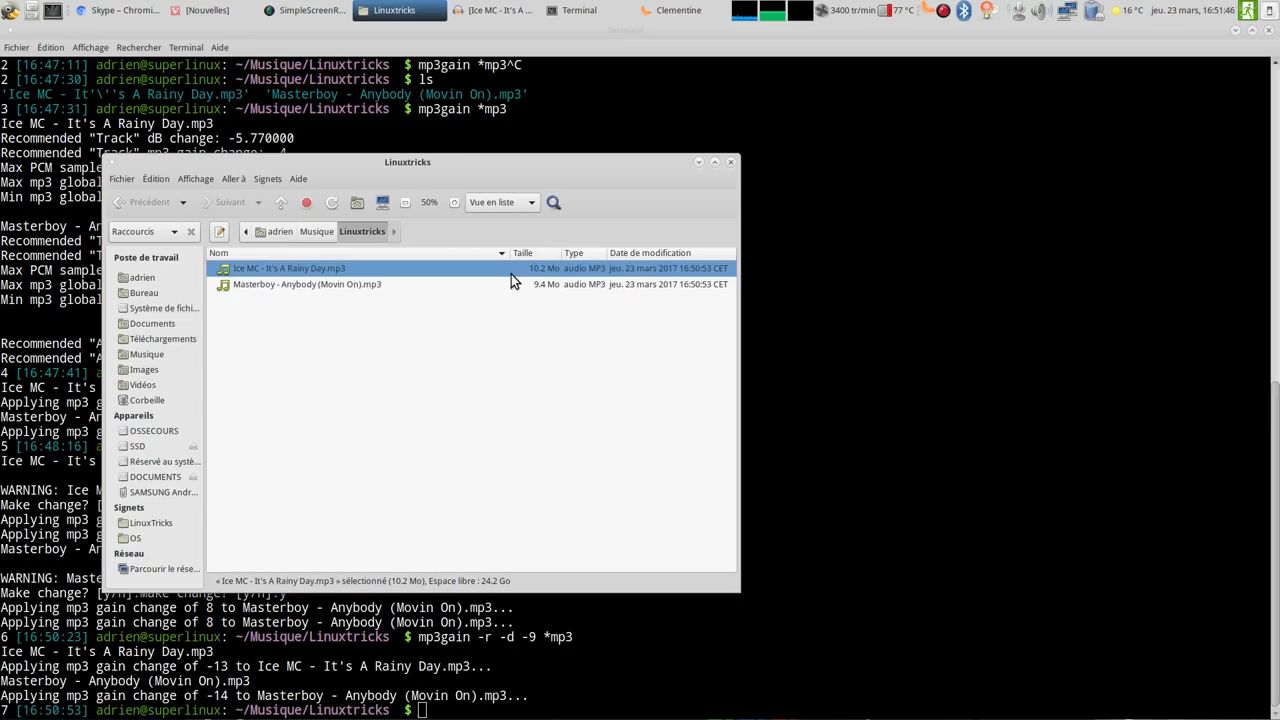 Skype – Chromi...
[Nouvelles]
SimpleScreenR...
Linuxtricks
[Ice MC - It's A ...
Terminal
Clementine
3400 tr/min
77 °C
16 °C
jeu. 23 mars, 16:51:46
Terminal
Fichier Édition Affichage Rechercher Terminal Aide
2 [16:47:11] adrien@superlinux: ~/Musique/Linuxtricks $ mp3gain *mp3^C
2 [16:47:30] adrien@superlinux: ~/Musique/Linuxtricks $ ls
'Ice MC - It'\''s A Rainy Day.mp3' 'Masterboy - Anybody (Movin On).mp3'
3 [16:47:31] adrien@superlinux: ~/Musique/Linuxtricks $ mp3gain *mp3
Ice MC - It's A Rainy Day.mp3
Recommended "Track" dB change: -5.770000
Recommended "Track" mp3 gain change: -4
Max PCM sample
Max mp3 global
Min mp3 global
Masterboy - An
Recommended "T
Recommended "T
Max PCM sample
Max mp3 global
Min mp3 global
Recommended "A
Recommended "A
4 [16:47:41] a
Ice MC - It's
Applying mp3 g
Masterboy - An
Applying mp3 g
5 [16:48:16] a
Ice MC - It's
WARNING: Ice M
Make change? [
Applying mp3 g
Applying mp3 g
Masterboy - An
WARNING: Maste
Make change? [y/n]:Make change? [y/n]:y
Applying mp3 gain change of 8 to Masterboy - Anybody (Movin On).mp3...
Applying mp3 gain change of 8 to Masterboy - Anybody (Movin On).mp3...
6 [16:50:23] adrien@superlinux: ~/Musique/Linuxtricks $ mp3gain -r -d -9 *mp3
Ice MC - It's A Rainy Day.mp3
Applying mp3 gain change of -13 to Ice MC - It's A Rainy Day.mp3...
Masterboy - Anybody (Movin On).mp3
Applying mp3 gain change of -14 to Masterboy - Anybody (Movin On).mp3...
7 [16:50:53] adrien@superlinux: ~/Musique/Linuxtricks $
Linuxtricks
Fichier Édition Affichage Aller à Signets Aide
Précédent Suivant 50% Vue en liste
Raccourcis adrien Musique Linuxtricks
Poste de travail
adrien
Bureau
Système de fichi...
Documents
Téléchargements
Musique
Images
Vidéos
Corbeille
Appareils
OSSECOURS
SSD
Réservé au systè...
DOCUMENTS
SAMSUNG Andr...
Signets
LinuxTricks
OS
Réseau
Parcourir le rése...
Nom Taille Type Date de modification
Ice MC - It's A Rainy Day.mp3 10.2 Mo audio MP3 jeu. 23 mars 2017 16:50:53 CET
Masterboy - Anybody (Movin On).mp3 9.4 Mo audio MP3 jeu. 23 mars 2017 16:50:53 CET
« Ice MC - It's A Rainy Day.mp3 » sélectionné (10.2 Mo), Espace libre : 24.2 Go